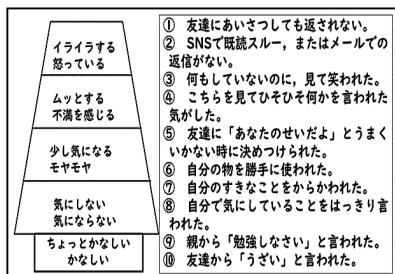 イライラする
怒っている
ムッとする
不満を感じる
少し気になる
モヤモヤ
気にしない
気にならない
ちょっとかなしい
かなしい
① 友達にあいさつしても返されない。
② SNSで既読スルー，またはメールでの
返信がない。
③ 何もしていないのに，見て笑われた。
④ こちらを見てひそひそ何かを言われた
気がした。
⑤ 友達に「あなたのせいだよ」とうまく
いかない時に決めつけられた。
⑥ 自分の物を勝手に使われた。
⑦ 自分のすきなことをからかわれた。
⑧ 自分で気にしていることをはっきり言
われた。
⑨ 親から「勉強しなさい」と言われた。
⑩ 友達から「うざい」と言われた。